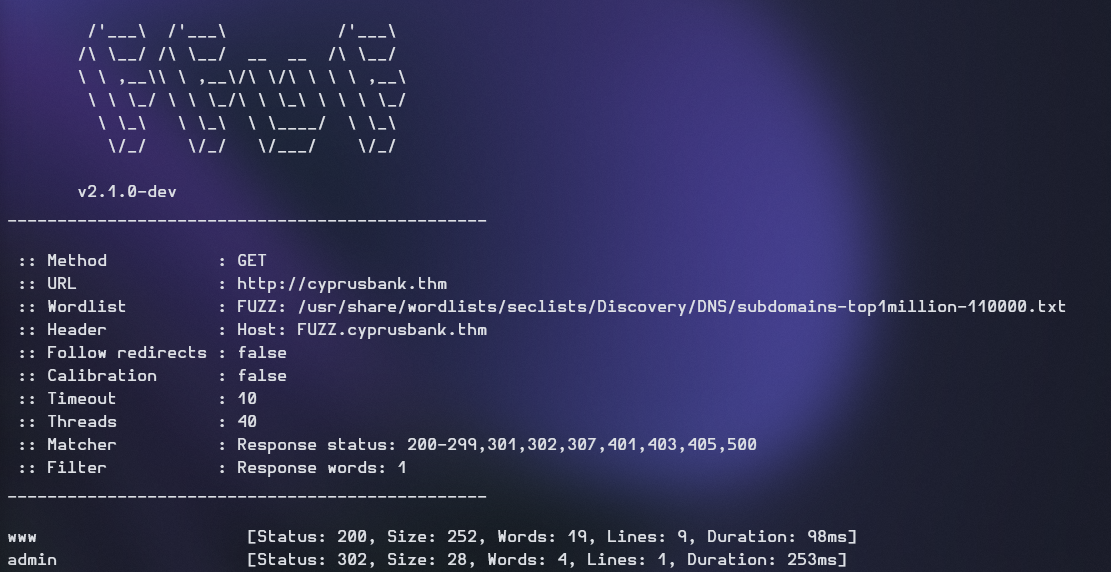 /'___\  /'___\           /'___\
       /\ \__/ /\ \__/  __  __  /\ \__/
       \ \ ,__\\ \ ,__\/\ \/\ \ \ \ ,__\
        \ \ \_/ \ \ \_/\ \ \_\ \ \ \ \_/
         \ \_\   \ \_\  \ \____/  \ \_\
          \/_/    \/_/   \/___/    \/_/
v2.1.0-dev
________________________________________________
:: Method           : GET
:: URL              : http://cyprusbank.thm
:: Wordlist         : FUZZ: /usr/share/wordlists/seclists/Discovery/DNS/subdomains-top1million-110000.txt
:: Header           : Host: FUZZ.cyprusbank.thm
:: Follow redirects : false
:: Calibration      : false
:: Timeout          : 10
:: Threads          : 40
:: Matcher          : Response status: 200-299,301,302,307,401,403,405,500
:: Filter           : Response words: 1
________________________________________________
www                     [Status: 200, Size: 252, Words: 19, Lines: 9, Duration: 98ms]
admin                   [Status: 302, Size: 28, Words: 4, Lines: 1, Duration: 253ms]